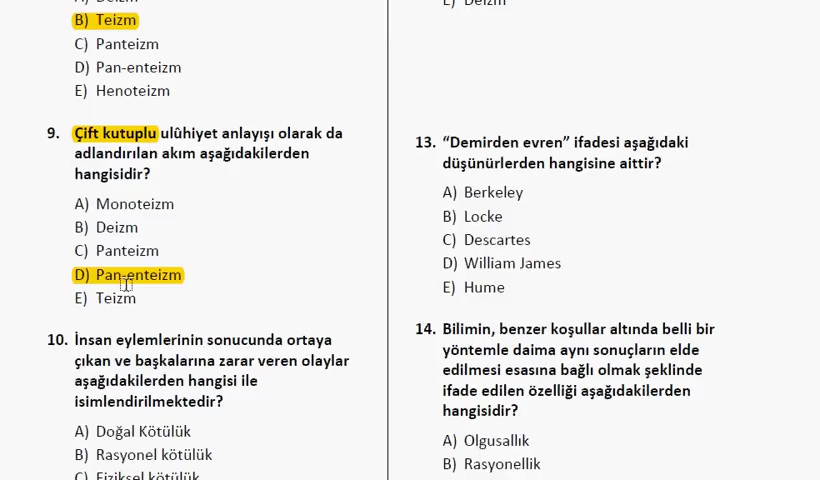 B) Teizm
C) Panteizm
D) Pan-enteizm
E) Henoteizm
9. Çift kutuplu ulûhiyet anlayışı olarak da
adlandırılan akım aşağıdakilerden
hangisidir?
A) Monoteizm
B) Deizm
C) Panteizm
D) Pan-enteizm
E) Teizm
10. İnsan eylemlerinin sonucunda ortaya
çıkan ve başkalarına zarar veren olaylar
aşağıdakilerden hangisi ile
isimlendirilmektedir?
A) Doğal Kötülük
B) Rasyonel kötülük
C) Fiziksel kötülük
E) Deizm
13. “Demirden evren” ifadesi aşağıdaki
düşünürlerden hangisine aittir?
A) Berkeley
B) Locke
C) Descartes
D) William James
E) Hume
14. Bilimin, benzer koşullar altında belli bir
yöntemle daima aynı sonuçların elde
edilmesi esasına bağlı olmak şeklinde
ifade edilen özelliği aşağıdakilerden
hangisidir?
A) Olgusallık
B) Rasyonellik